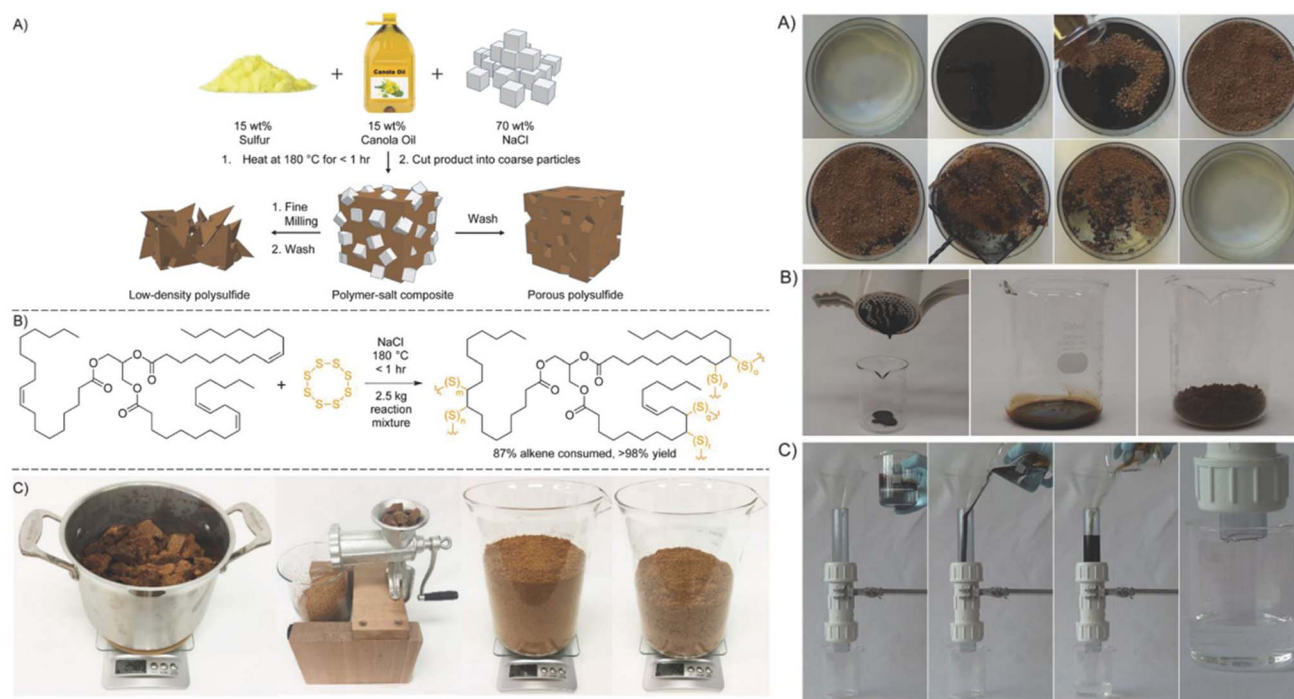 A)
Canola Oil
15 wt%
Sulfur
15 wt%
Canola Oil
70 wt%
NaCl
1. Heat at 180 °C for < 1 hr
2. Cut product into coarse particles
1. Fine
Milling
2. Wash
Wash
Low-density polysulfide
Polymer-salt composite
Porous polysulfide
B)
NaCl
180 °C
< 1 hr
2.5 kg
reaction
mixture
87% alkene consumed, >98% yield
C)
A)
B)
C)